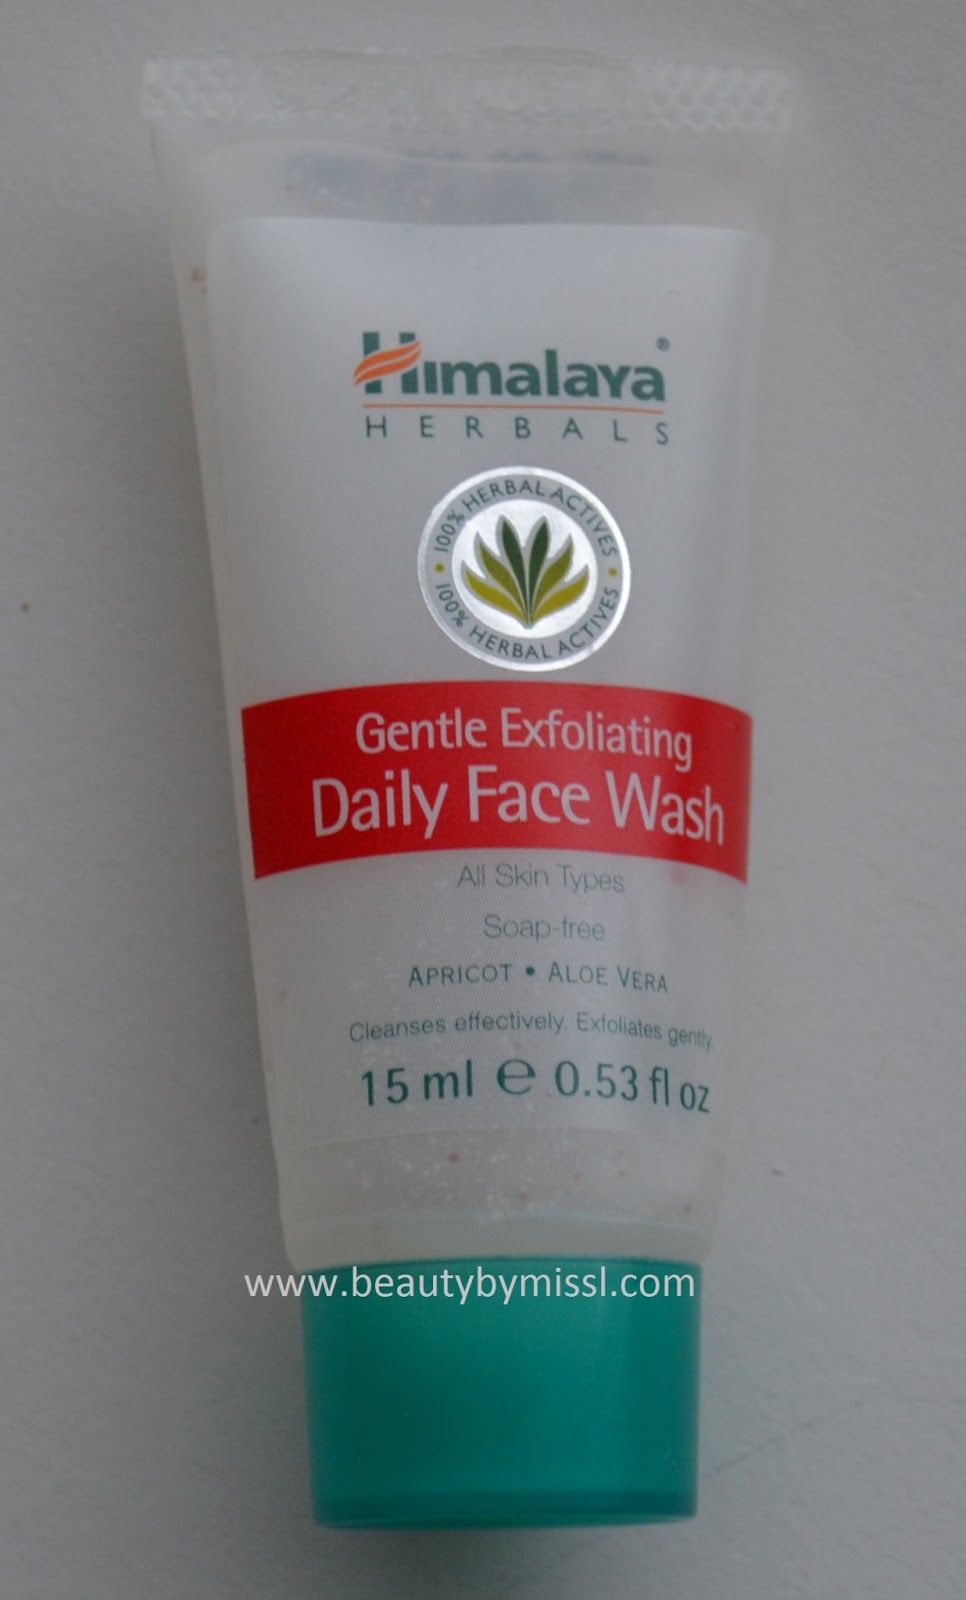 Himalaya®
HERBALS
• 100% HERBAL ACTIVES •
100% HERBAL ACTIVES
Gentle Exfoliating
Daily Face Wash
All Skin Types
Soap-free
APRICOT • ALOE VERA
Cleanses effectively. Exfoliates gently.
15 ml ℮ 0.53 fl oz
www.beautybymissl.com